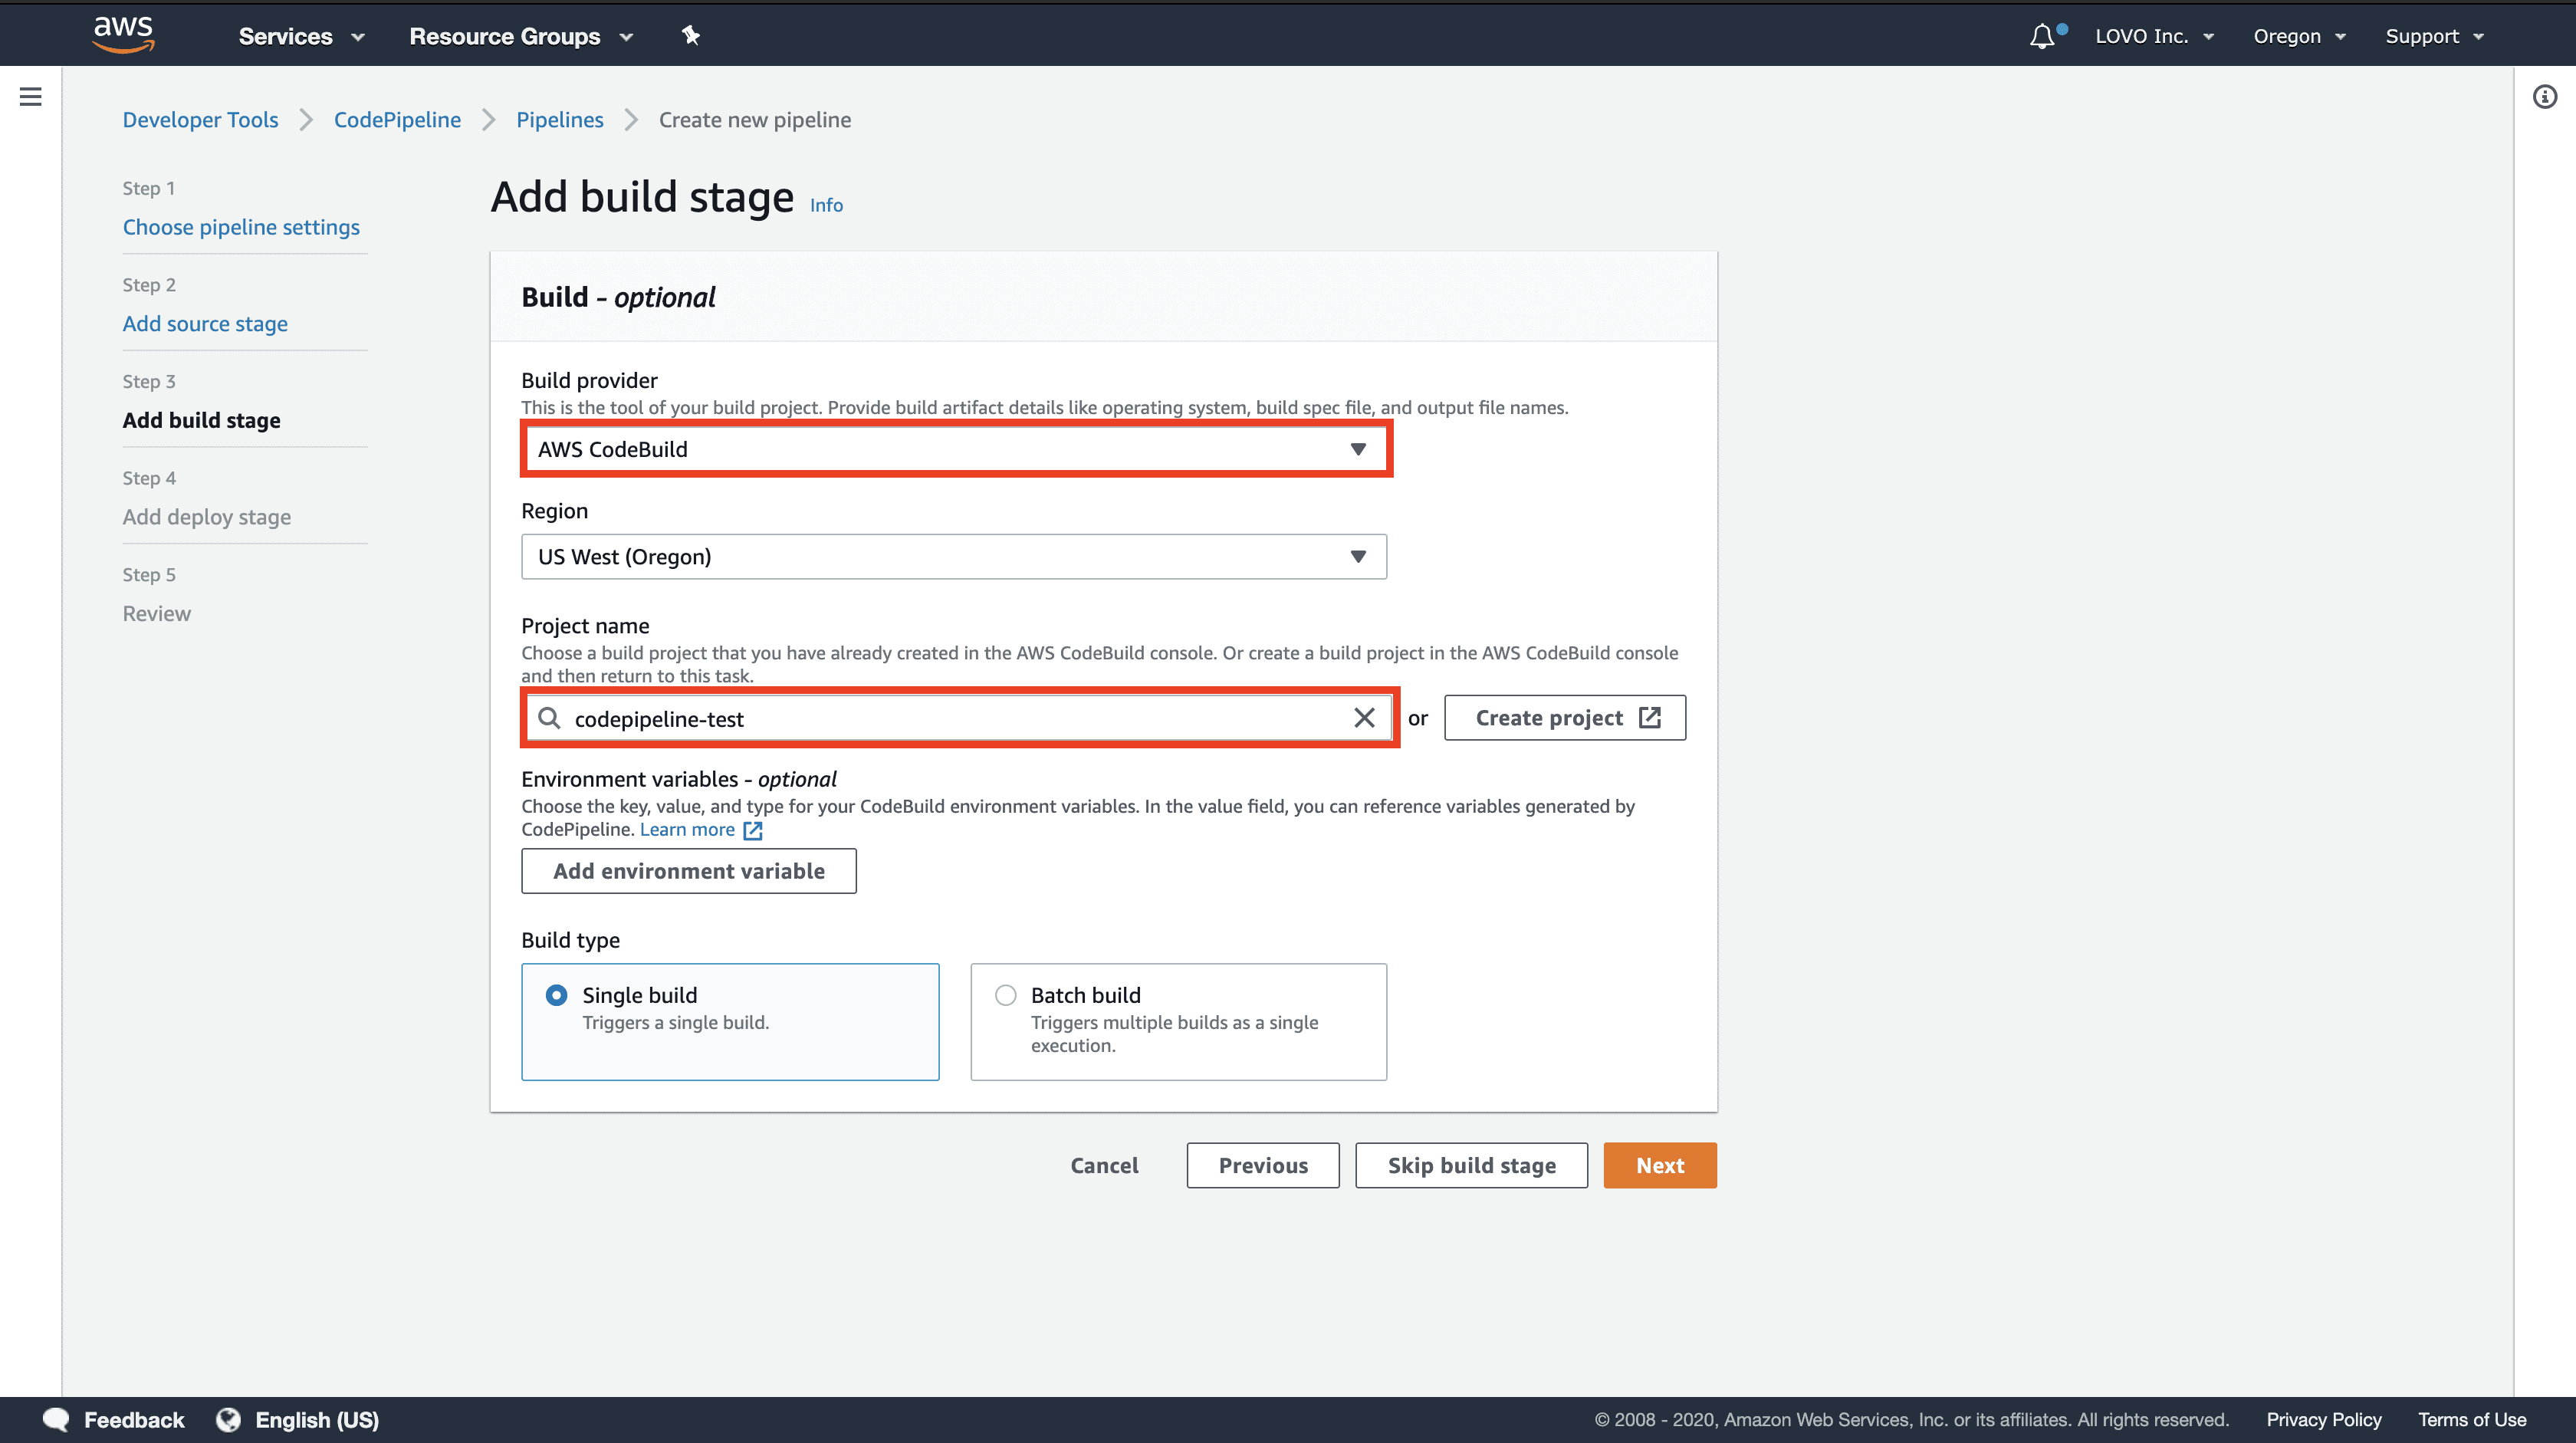 aws Services Resource Groups LOVO Inc. Oregon Support
Developer Tools CodePipeline Pipelines Create new pipeline
Step 1
Choose pipeline settings
Step 2
Add source stage
Step 3
Add build stage
Step 4
Add deploy stage
Step 5
Review
Add build stage Info
Build - optional
Build provider
This is the tool of your build project. Provide build artifact details like operating system, build spec file, and output file names.
AWS CodeBuild
Region
US West (Oregon)
Project name
Choose a build project that you have already created in the AWS CodeBuild console. Or create a build project in the AWS CodeBuild console
and then return to this task.
codepipeline-test or Create project
Environment variables - optional
Choose the key, value, and type for your CodeBuild environment variables. In the value field, you can reference variables generated by
CodePipeline. Learn more
Add environment variable
Build type
Single build
Triggers a single build.
Batch build
Triggers multiple builds as a single
execution.
Cancel Previous Skip build stage Next
Feedback English (US) © 2008 - 2020, Amazon Web Services, Inc. or its affiliates. All rights reserved. Privacy Policy Terms of Use